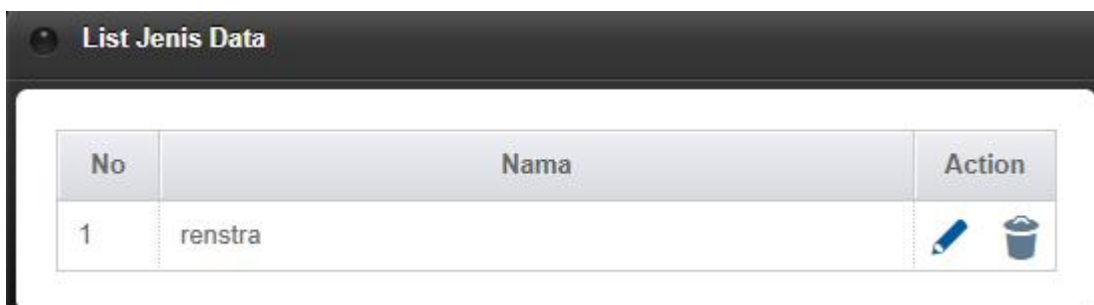 List Jenis Data
No Nama Action
1 renstra